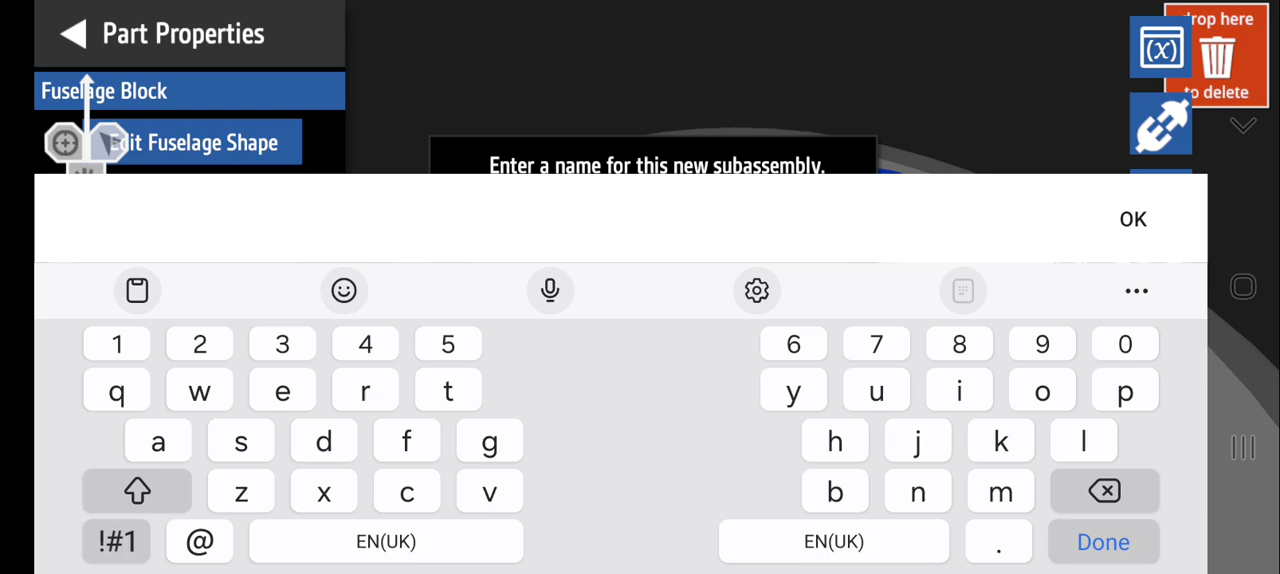 Part Properties
drop here
to delete
(x)
Fuselage Block
Edit Fuselage Shape
Enter a name for this new subassembly.
OK
1 2 3 4 5 6 7 8 9 0
q w e r t y u i o p
a s d f g h j k l
z x c v b n m
!#1 @ EN(UK) EN(UK) . Done